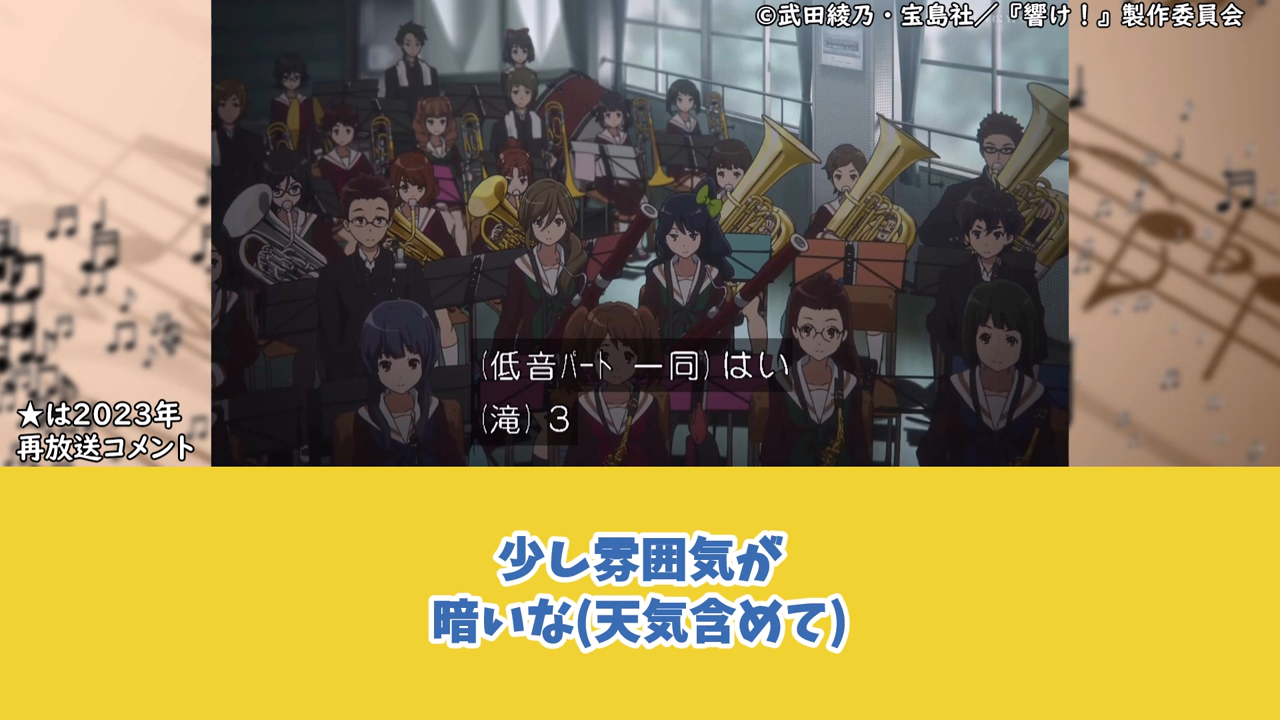 ©武田綾乃・宝島社／『響け！』製作委員会
(低音パート 一同) はい
(滝) 3
★は2023年
再放送コメント
少し雰囲気が
暗いな(天気含めて)